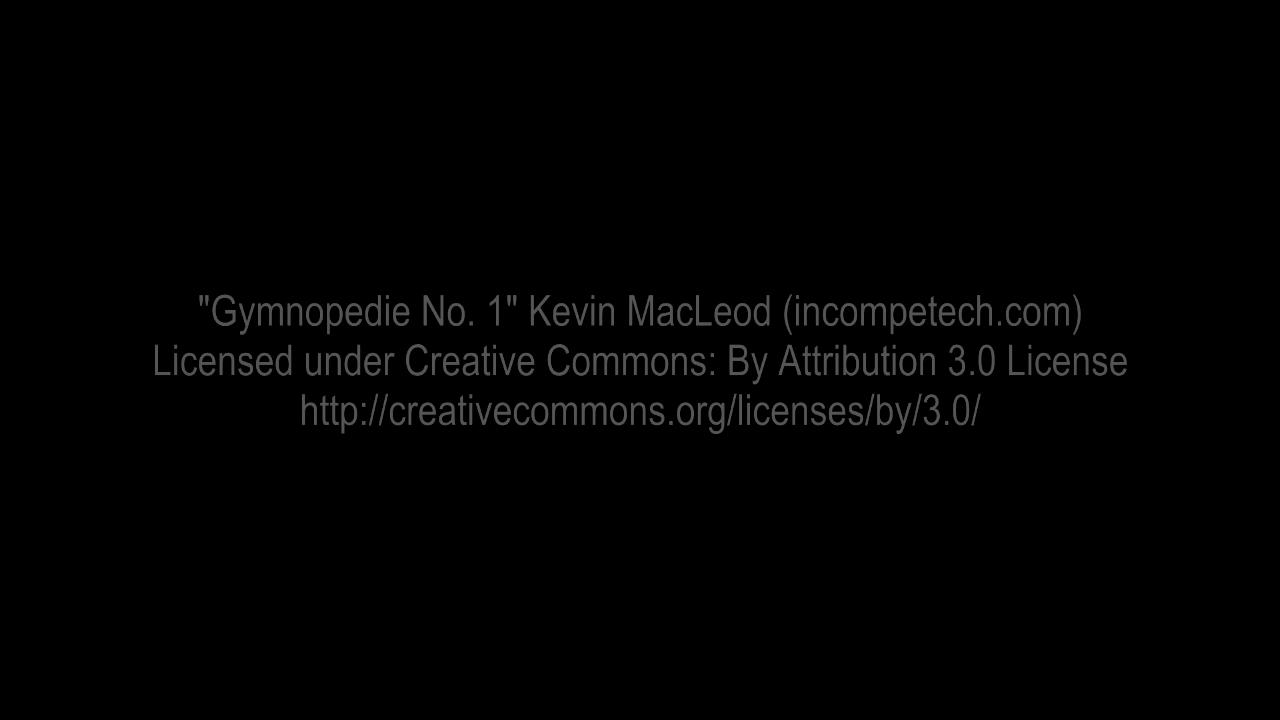 "Gymnopedie No. 1" Kevin MacLeod (incompetech.com)
Licensed under Creative Commons: By Attribution 3.0 License
http://creativecommons.org/licenses/by/3.0/